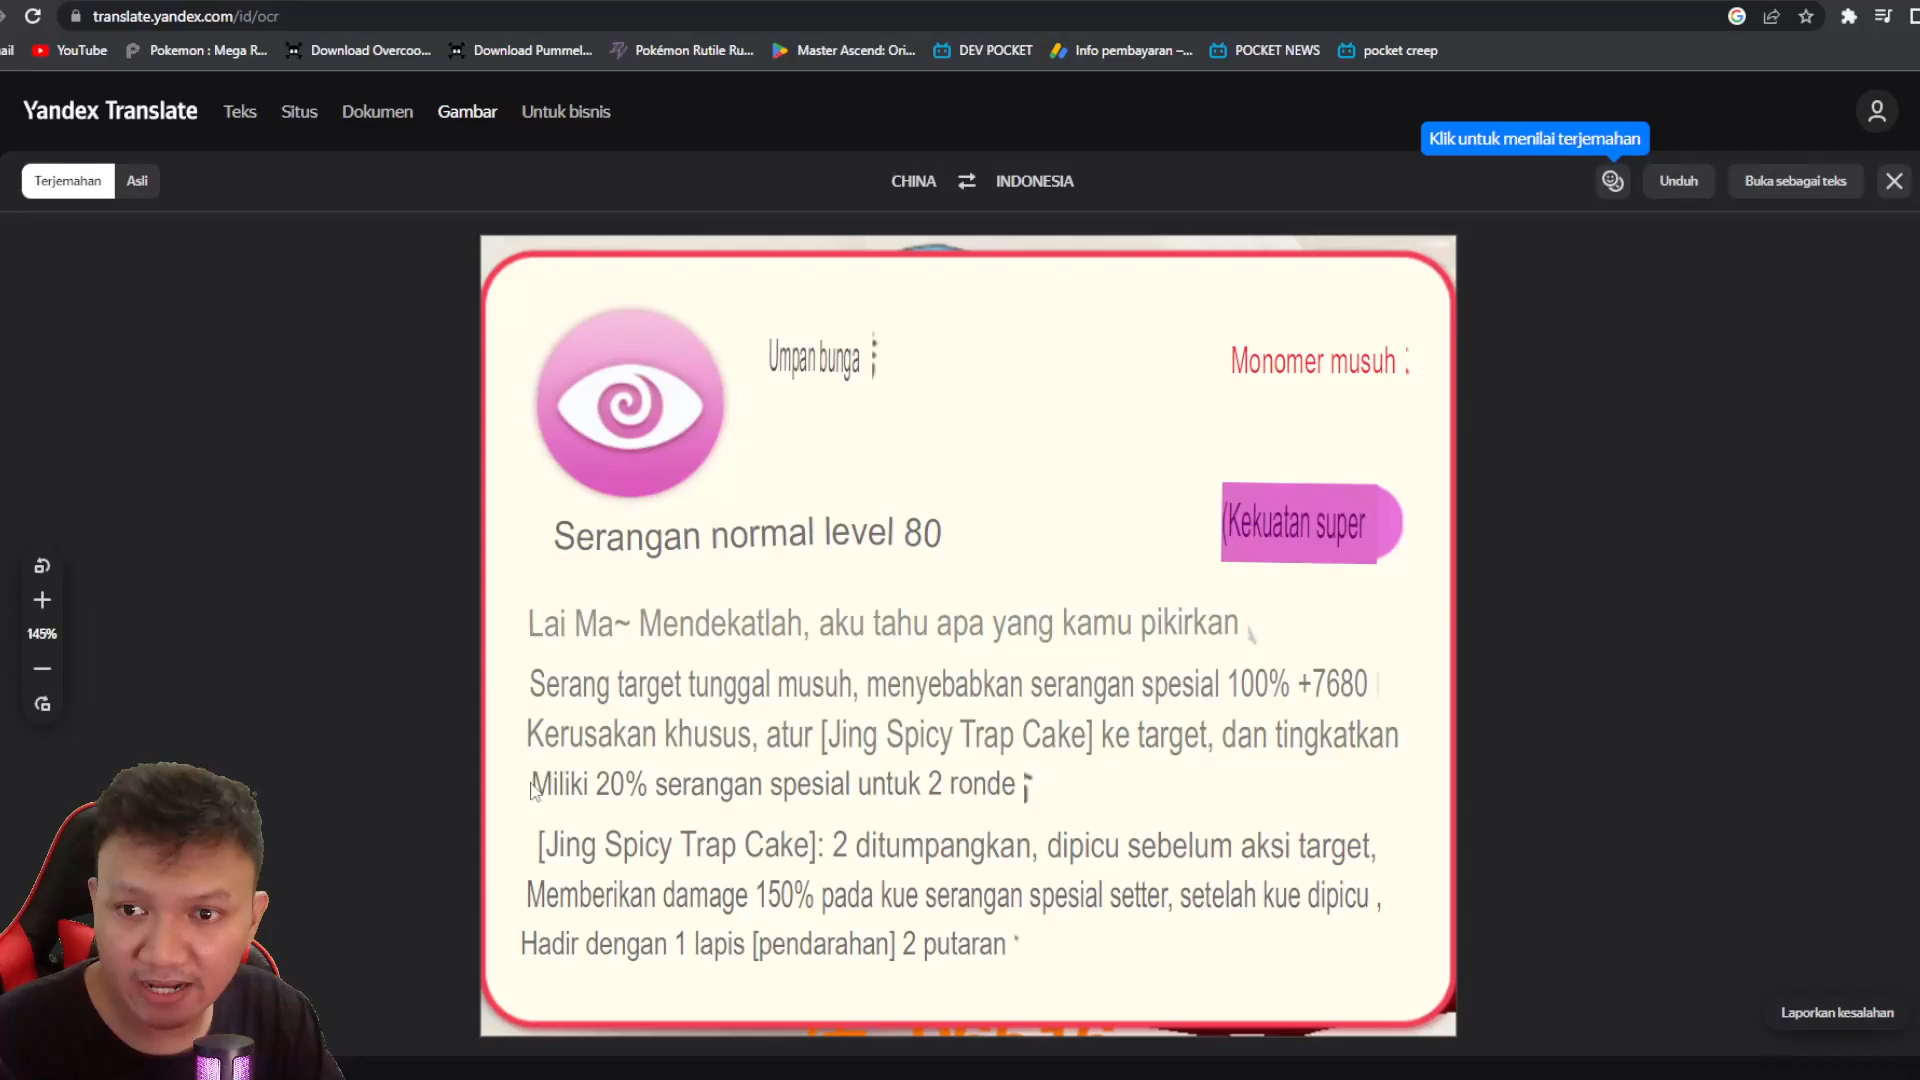 translate.yandex.com/id/ocr
ail YouTube Pokemon : Mega R... Download Overcoo... Download Pummel... Pokémon Rutile Ru... Master Ascend: Ori... DEV POCKET Info pembayaran –... POCKET NEWS pocket creep
Yandex Translate Teks Situs Dokumen Gambar Untuk bisnis
Klik untuk menilai terjemahan
Terjemahan Asli CHINA INDONESIA Unduh Buka sebagai teks
Umpan bunga
Monomer musuh
Serangan normal level 80
(Kekuatan super
145%
Lai Ma~ Mendekatlah, aku tahu apa yang kamu pikirkan
Serang target tunggal musuh, menyebabkan serangan spesial 100% +7680
Kerusakan khusus, atur [Jing Spicy Trap Cake] ke target, dan tingkatkan
Miliki 20% serangan spesial untuk 2 ronde
[Jing Spicy Trap Cake]: 2 ditumpangkan, dipicu sebelum aksi target,
Memberikan damage 150% pada kue serangan spesial setter, setelah kue dipicu ,
Hadir dengan 1 lapis [pendarahan] 2 putaran
Laporkan kesalahan